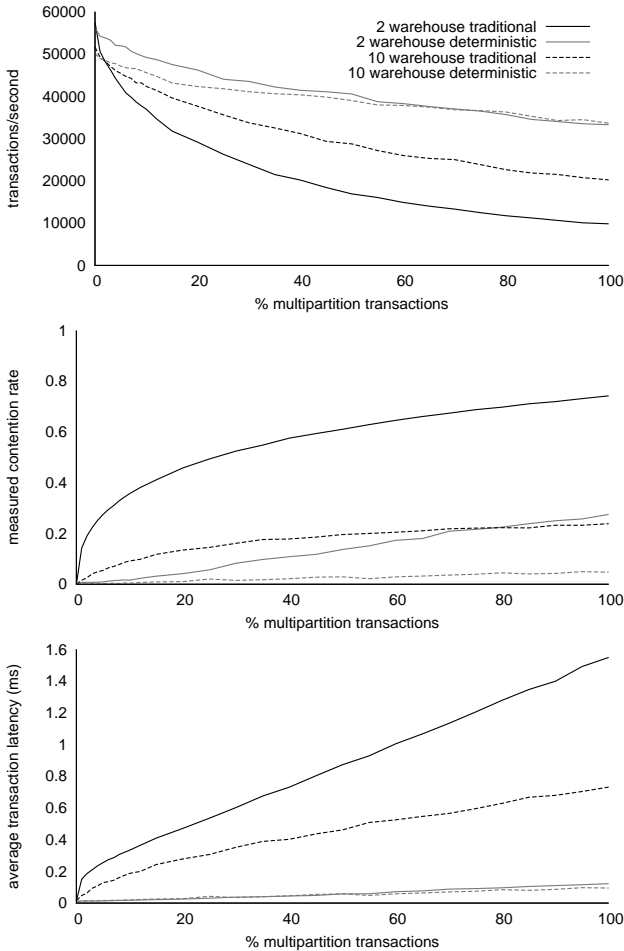 60000
50000
40000
30000
20000
10000
0
transactions/second
2 warehouse traditional
2 warehouse deterministic
10 warehouse traditional
10 warehouse deterministic
0 20 40 60 80 100
% multipartition transactions
1
0.8
0.6
0.4
0.2
0
measured contention rate
20 40 60 80 100
% multipartition transactions
1.6
1.4
1.2
1
0.8
0.6
0.4
0.2
0
average transaction latency (ms)
20 40 60 80 100
% multipartition transactions